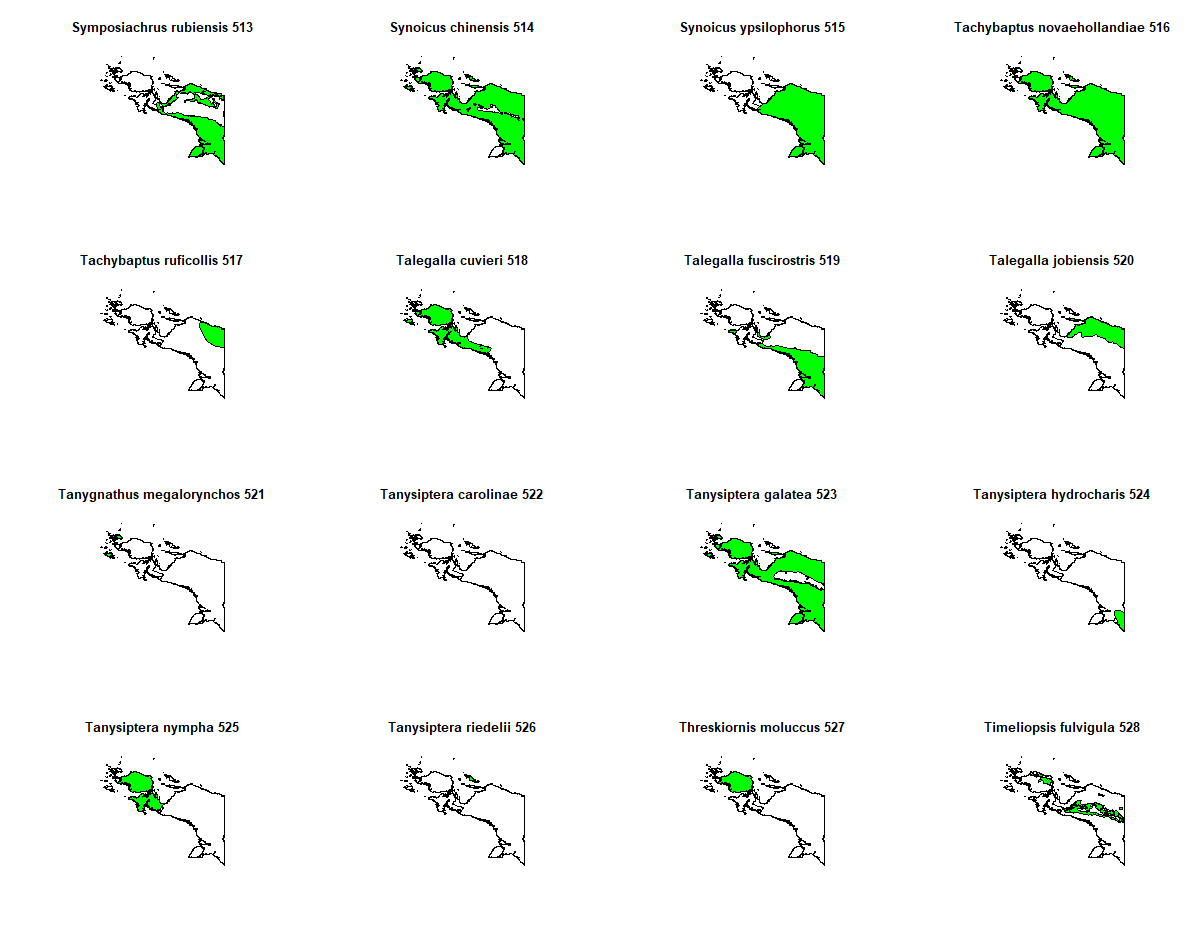 Symposiachrus rubiensis 513
Synoicus chinensis 514
Synoicus ypsilophorus 515
Tachybaptus novaehollandiae 516
Tachybaptus ruficollis 517
Talegalla cuvieri 518
Talegalla fuscirostris 519
Talegalla jobiensis 520
Tanygnathus megalorynchos 521
Tanysiptera carolinae 522
Tanysiptera galatea 523
Tanysiptera hydrocharis 524
Tanysiptera nympha 525
Tanysiptera riedelii 526
Threskiornis moluccus 527
Timeliopsis fulvigula 528